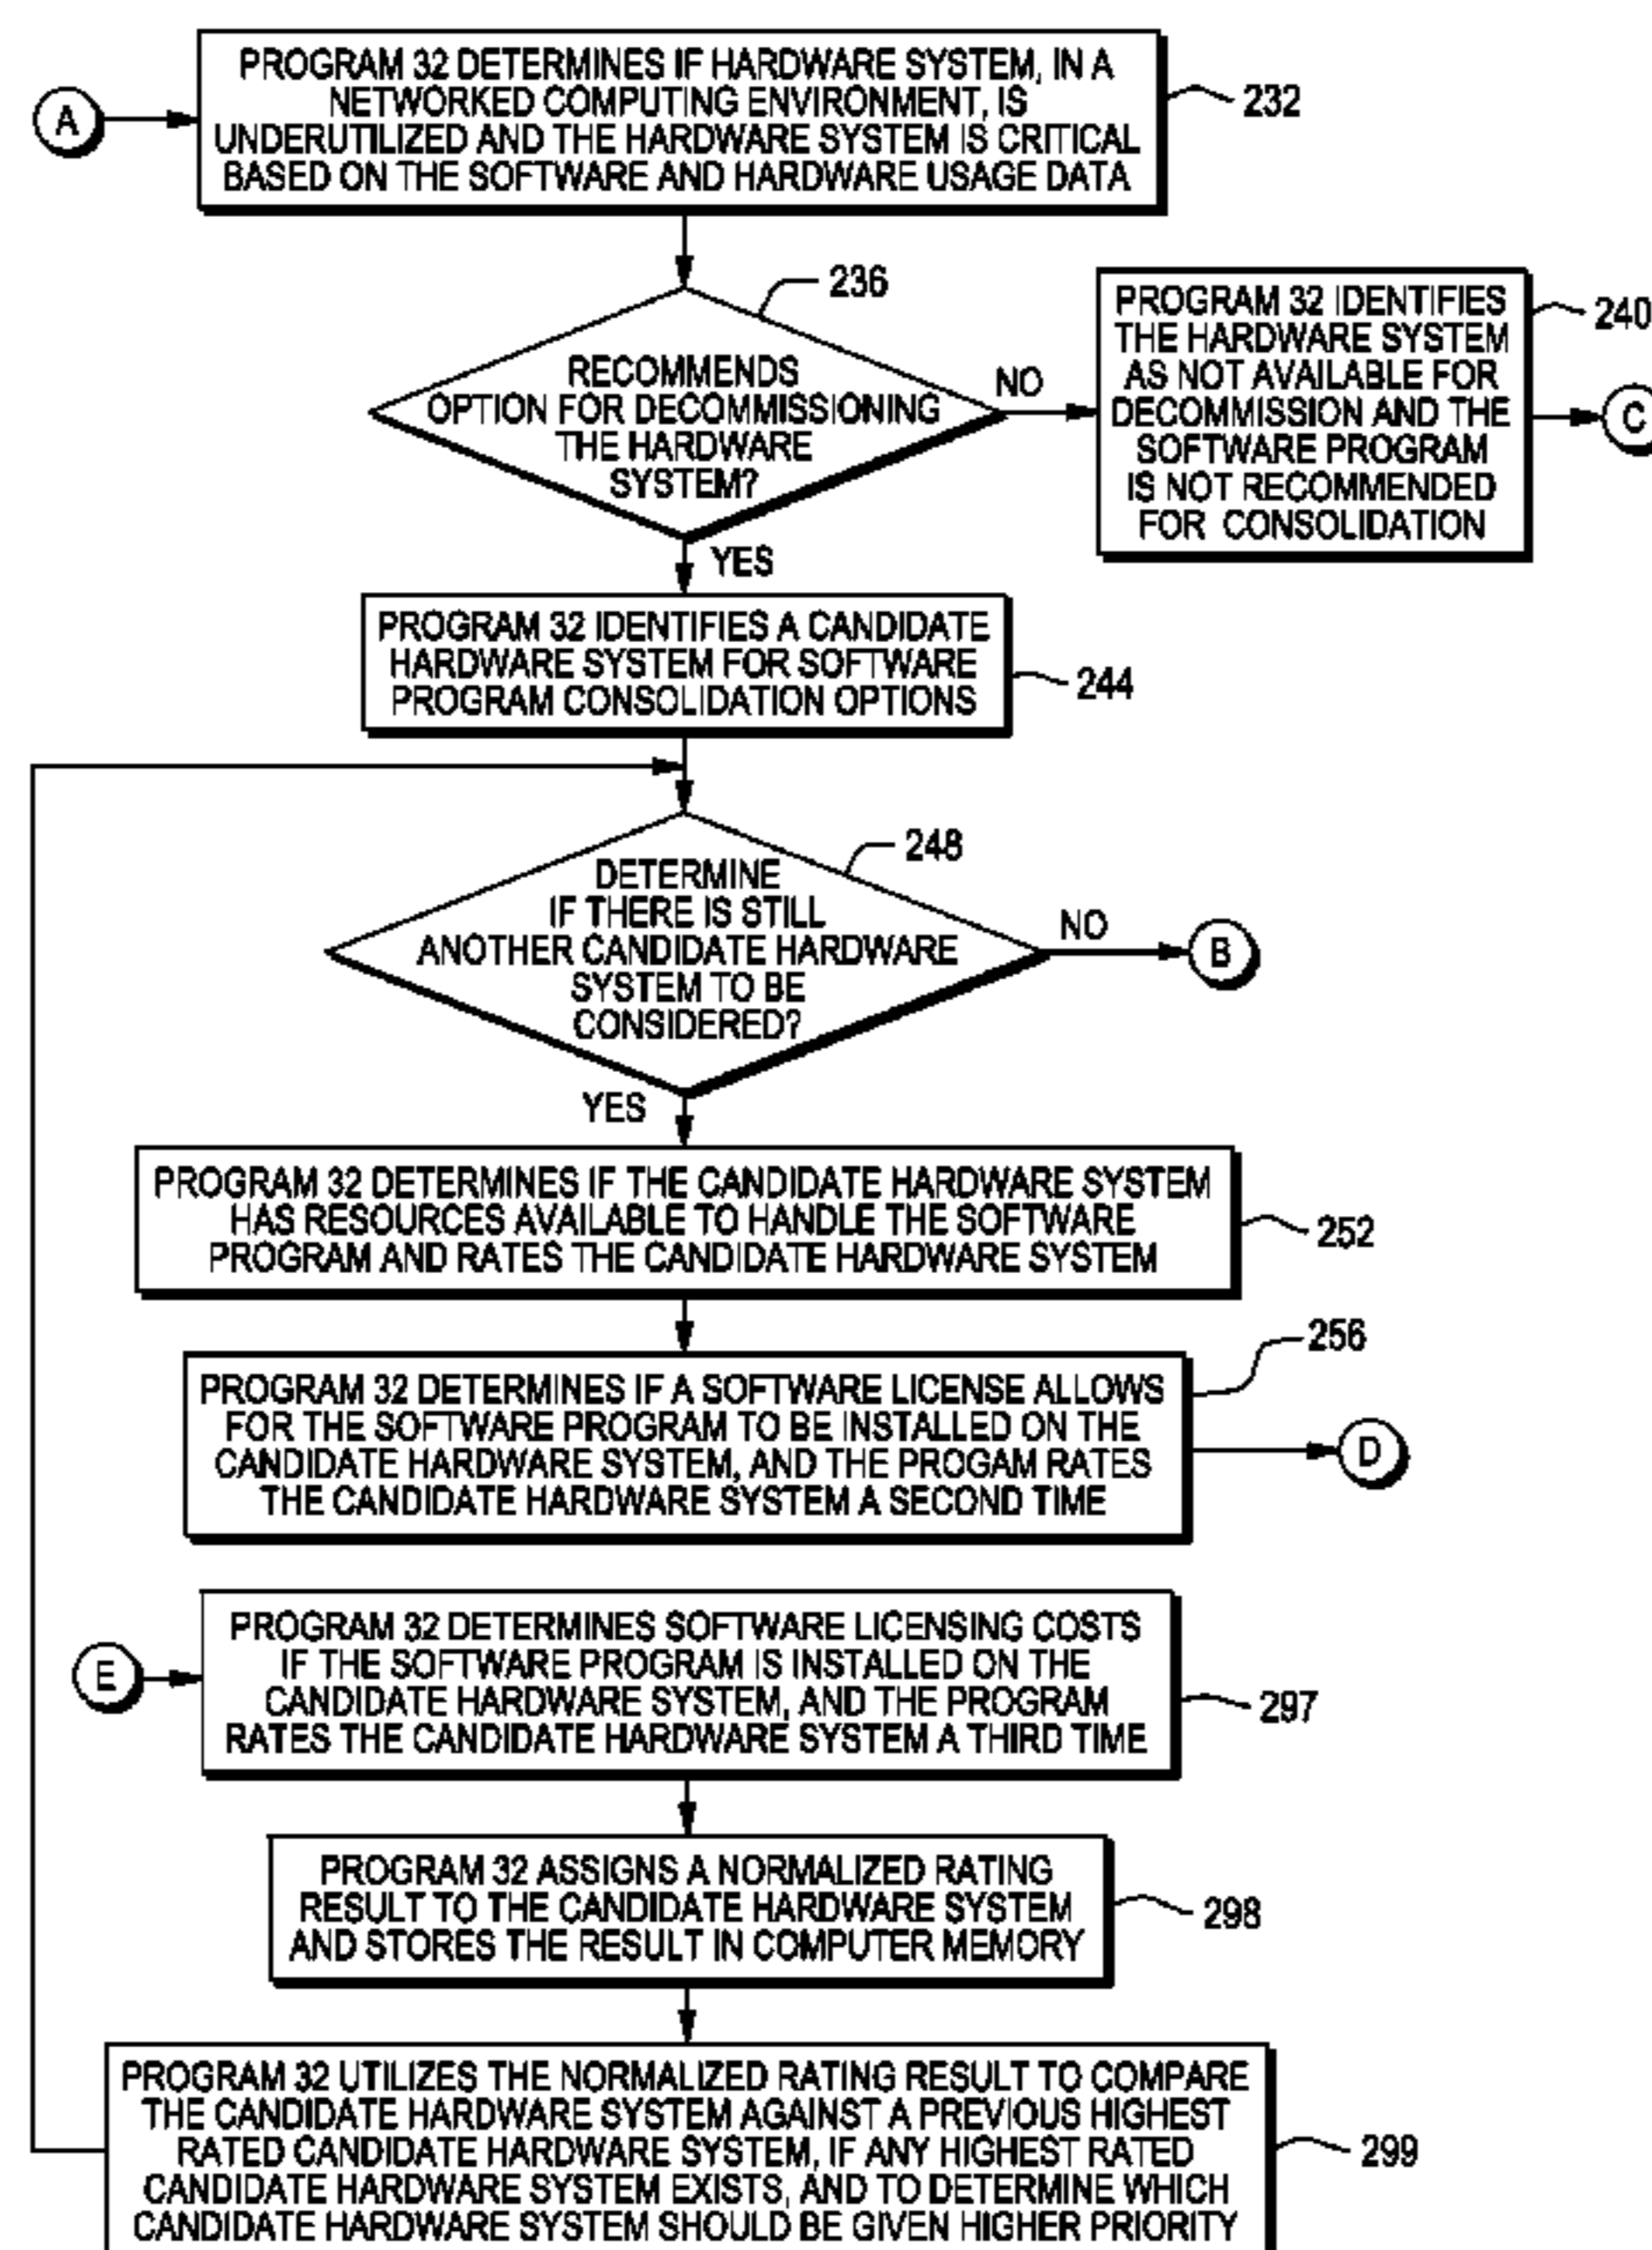 PROGRAM 32 DETERMINES IF HARDWARE SYSTEM, IN A
NETWORKED COMPUTING ENVIRONMENT, IS
UNDERUTILIZED AND THE HARDWARE SYSTEM IS CRITICAL
BASED ON THE SOFTWARE AND HARDWARE USAGE DATA
232
A
236
RECOMMENDS
OPTION FOR DECOMMISSIONING
THE HARDWARE
SYSTEM?
NO
YES
PROGRAM 32 IDENTIFIES
THE HARDWARE SYSTEM
AS NOT AVAILABLE FOR
DECOMMISSION AND THE
SOFTWARE PROGRAM
IS NOT RECOMMENDED
FOR CONSOLIDATION
240
C
PROGRAM 32 IDENTIFIES A CANDIDATE
HARDWARE SYSTEM FOR SOFTWARE
PROGRAM CONSOLIDATION OPTIONS
244
248
DETERMINE
IF THERE IS STILL
ANOTHER CANDIDATE HARDWARE
SYSTEM TO BE
CONSIDERED?
NO
B
YES
PROGRAM 32 DETERMINES IF THE CANDIDATE HARDWARE SYSTEM
HAS RESOURCES AVAILABLE TO HANDLE THE SOFTWARE
PROGRAM AND RATES THE CANDIDATE HARDWARE SYSTEM
252
256
PROGRAM 32 DETERMINES IF A SOFTWARE LICENSE ALLOWS
FOR THE SOFTWARE PROGRAM TO BE INSTALLED ON THE
CANDIDATE HARDWARE SYSTEM, AND THE PROGAM RATES
THE CANDIDATE HARDWARE SYSTEM A SECOND TIME
D
E
PROGRAM 32 DETERMINES SOFTWARE LICENSING COSTS
IF THE SOFTWARE PROGRAM IS INSTALLED ON THE
CANDIDATE HARDWARE SYSTEM, AND THE PROGRAM
RATES THE CANDIDATE HARDWARE SYSTEM A THIRD TIME
297
PROGRAM 32 ASSIGNS A NORMALIZED RATING
RESULT TO THE CANDIDATE HARDWARE SYSTEM
AND STORES THE RESULT IN COMPUTER MEMORY
298
PROGRAM 32 UTILIZES THE NORMALIZED RATING RESULT TO COMPARE
THE CANDIDATE HARDWARE SYSTEM AGAINST A PREVIOUS HIGHEST
RATED CANDIDATE HARDWARE SYSTEM, IF ANY HIGHEST RATED
CANDIDATE HARDWARE SYSTEM EXISTS, AND TO DETERMINE WHICH
CANDIDATE HARDWARE SYSTEM SHOULD BE GIVEN HIGHER PRIORITY
299